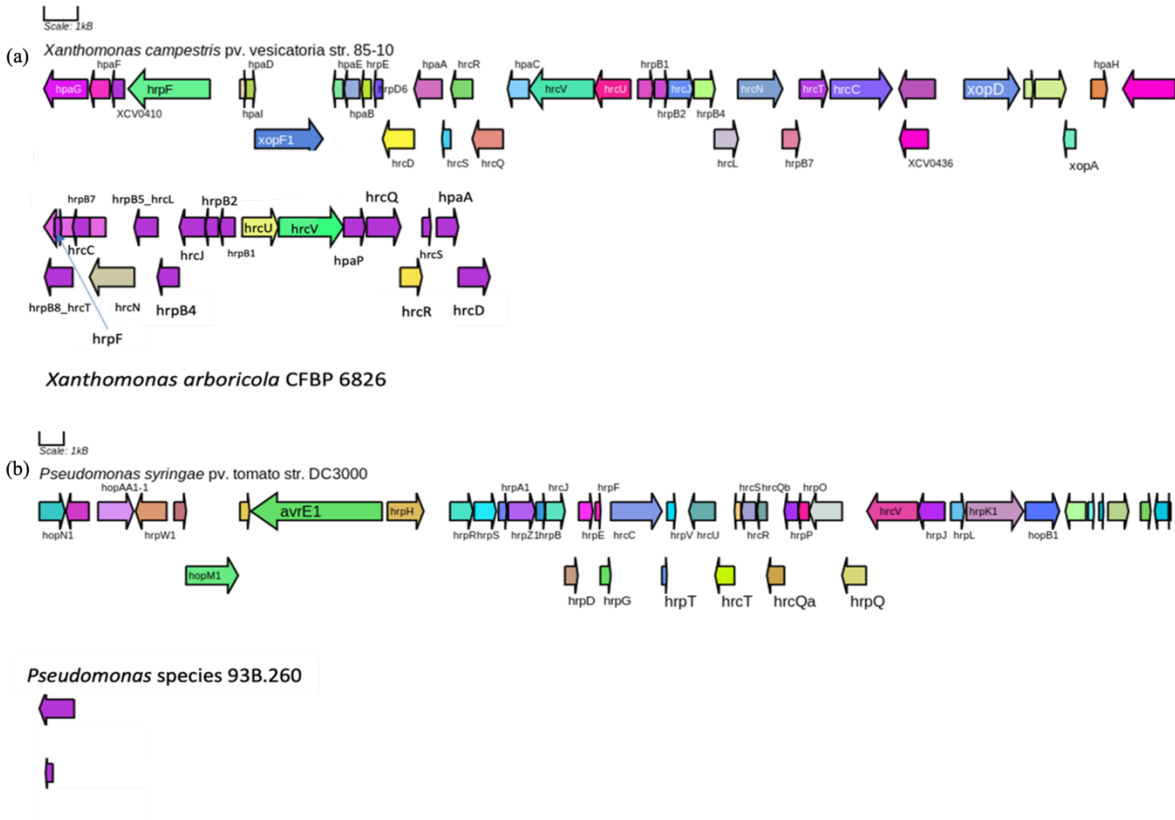 Scale: 1kB
(a)
Xanthomonas campestris pv. vesicatoria str. 85-10
hpaF hpaD hpaE hrpE hpaA hrcR hpaC hrpB1 hpaH
hpaG hrpF hrpD6 hrcV hrcU hrcJ hrcN hrcT hrcC xopD
XCV0410 hpaI hpaB hrpB2 hrpB4
xopF1
hrcD hrcS hrcQ hrcL hrpB7 XCV0436 xopA
hrpB7 hrpB5_hrcL hrpB2 hrcQ hpaA
hrcU hrcV
hrcC hrcJ hrpB1 hpaP hrcS
hrpB8_hrcT hrcN hrpB4 hrcR hrcD
hrpF
Xanthomonas arboricola CFBP 6826
Scale: 1kB
(b)
Pseudomonas syringae pv. tomato str. DC3000
hopAA1-1 hrpA1 hrcJ hrpF hrcShrcQb hrpO
avrE1 hrpH hrcV hrpK1
hopN1 hrpW1 hrpRhrpS hrpZ1hrpB hrpE hrcC hrpV hrcU hrcR hrpP hrpJ hrpL hopB1
hopM1
hrpD hrpG hrpT hrcT hrcQa hrpQ
Pseudomonas species 93B.260